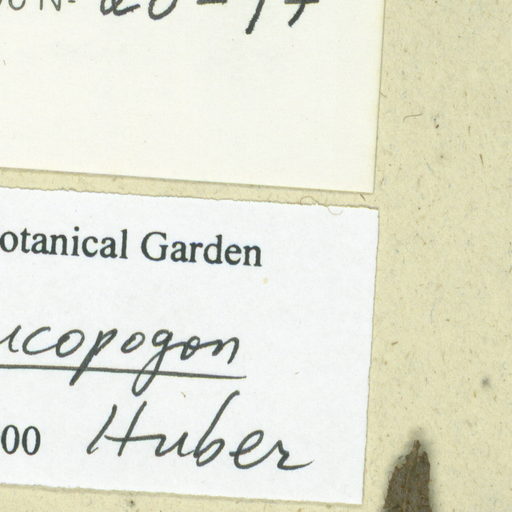 otanical Garden
ucopogon
00 Huber